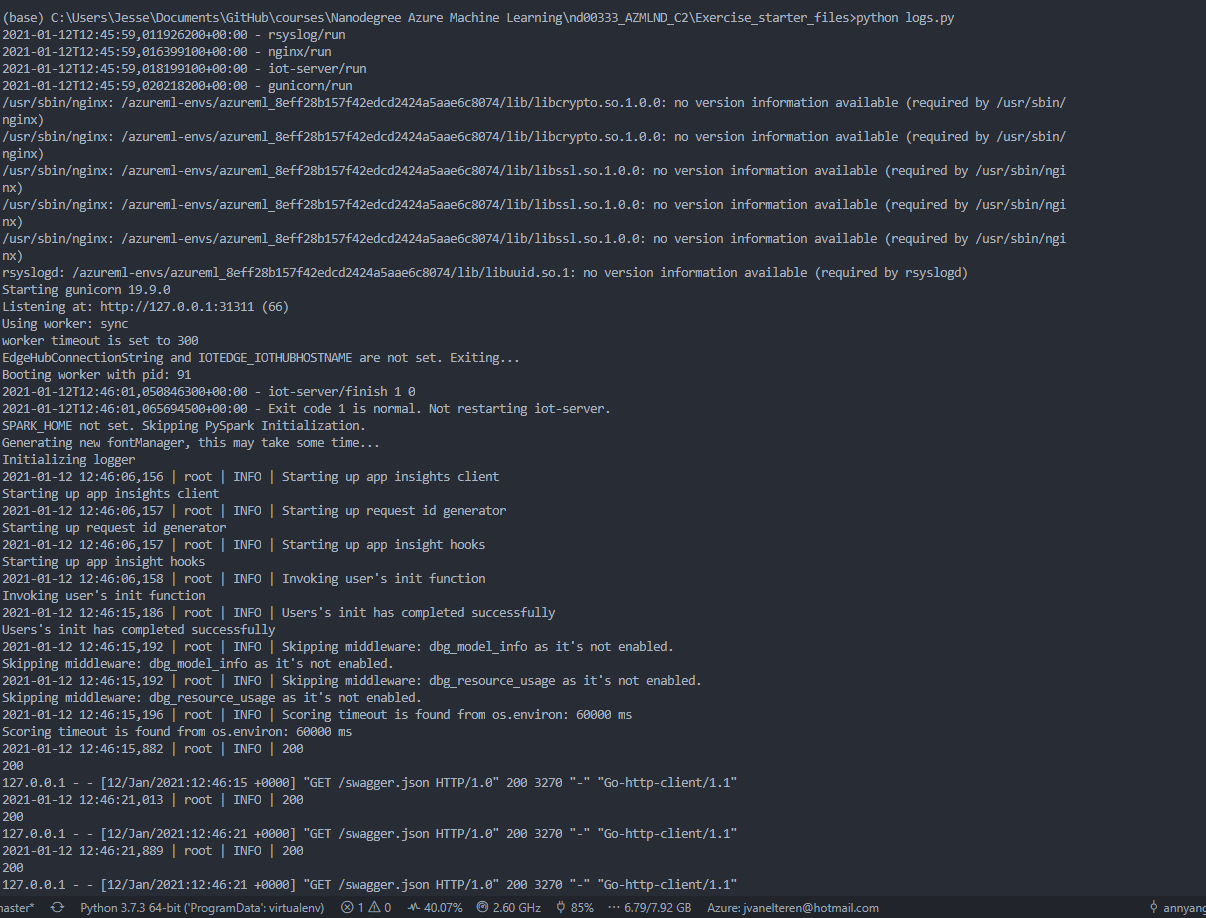 (base) C:\Users\Jesse\Documents\GitHub\courses\Nanodegree Azure Machine Learning\nd00333_AZMLND_C2\Exercise_starter_files>python logs.py
2021-01-12T12:45:59,011926200+00:00 - rsyslog/run
2021-01-12T12:45:59,016399100+00:00 - nginx/run
2021-01-12T12:45:59,018199100+00:00 - iot-server/run
2021-01-12T12:45:59,020218200+00:00 - gunicorn/run
/usr/sbin/nginx: /azureml-envs/azureml_8eff28b157f42edcd2424a5aae6c8074/lib/libcrypto.so.1.0.0: no version information available (required by /usr/sbin/
nginx)
/usr/sbin/nginx: /azureml-envs/azureml_8eff28b157f42edcd2424a5aae6c8074/lib/libcrypto.so.1.0.0: no version information available (required by /usr/sbin/
nginx)
/usr/sbin/nginx: /azureml-envs/azureml_8eff28b157f42edcd2424a5aae6c8074/lib/libssl.so.1.0.0: no version information available (required by /usr/sbin/ngi
nx)
/usr/sbin/nginx: /azureml-envs/azureml_8eff28b157f42edcd2424a5aae6c8074/lib/libssl.so.1.0.0: no version information available (required by /usr/sbin/ngi
nx)
/usr/sbin/nginx: /azureml-envs/azureml_8eff28b157f42edcd2424a5aae6c8074/lib/libssl.so.1.0.0: no version information available (required by /usr/sbin/ngi
nx)
rsyslogd: /azureml-envs/azureml_8eff28b157f42edcd2424a5aae6c8074/lib/libuuid.so.1: no version information available (required by rsyslogd)
Starting gunicorn 19.9.0
Listening at: http://127.0.0.1:31311 (66)
Using worker: sync
worker timeout is set to 300
EdgeHubConnectionString and IOTEDGE_IOTHUBHOSTNAME are not set. Exiting...
Booting worker with pid: 91
2021-01-12T12:46:01,050846300+00:00 - iot-server/finish 1 0
2021-01-12T12:46:01,065694500+00:00 - Exit code 1 is normal. Not restarting iot-server.
SPARK_HOME not set. Skipping PySpark Initialization.
Generating new fontManager, this may take some time...
Initializing logger
2021-01-12 12:46:06,156 | root | INFO | Starting up app insights client
Starting up app insights client
2021-01-12 12:46:06,157 | root | INFO | Starting up request id generator
Starting up request id generator
2021-01-12 12:46:06,157 | root | INFO | Starting up app insight hooks
Starting up app insight hooks
2021-01-12 12:46:06,158 | root | INFO | Invoking user's init function
Invoking user's init function
2021-01-12 12:46:15,186 | root | INFO | Users's init has completed successfully
Users's init has completed successfully
2021-01-12 12:46:15,192 | root | INFO | Skipping middleware: dbg_model_info as it's not enabled.
Skipping middleware: dbg_model_info as it's not enabled.
2021-01-12 12:46:15,192 | root | INFO | Skipping middleware: dbg_resource_usage as it's not enabled.
Skipping middleware: dbg_resource_usage as it's not enabled.
2021-01-12 12:46:15,196 | root | INFO | Scoring timeout is found from os.environ: 60000 ms
Scoring timeout is found from os.environ: 60000 ms
2021-01-12 12:46:15,882 | root | INFO | 200
200
127.0.0.1 - - [12/Jan/2021:12:46:15 +0000] "GET /swagger.json HTTP/1.0" 200 3270 "-" "Go-http-client/1.1"
2021-01-12 12:46:21,013 | root | INFO | 200
200
127.0.0.1 - - [12/Jan/2021:12:46:21 +0000] "GET /swagger.json HTTP/1.0" 200 3270 "-" "Go-http-client/1.1"
2021-01-12 12:46:21,889 | root | INFO | 200
200
127.0.0.1 - - [12/Jan/2021:12:46:21 +0000] "GET /swagger.json HTTP/1.0" 200 3270 "-" "Go-http-client/1.1"
naster* Python 3.7.3 64-bit ('ProgramData': virtualenv) 1 0 40.07% 2.60 GHz 85% 6.79/7.92 GB Azure: jvanelteren@hotmail.com annyang